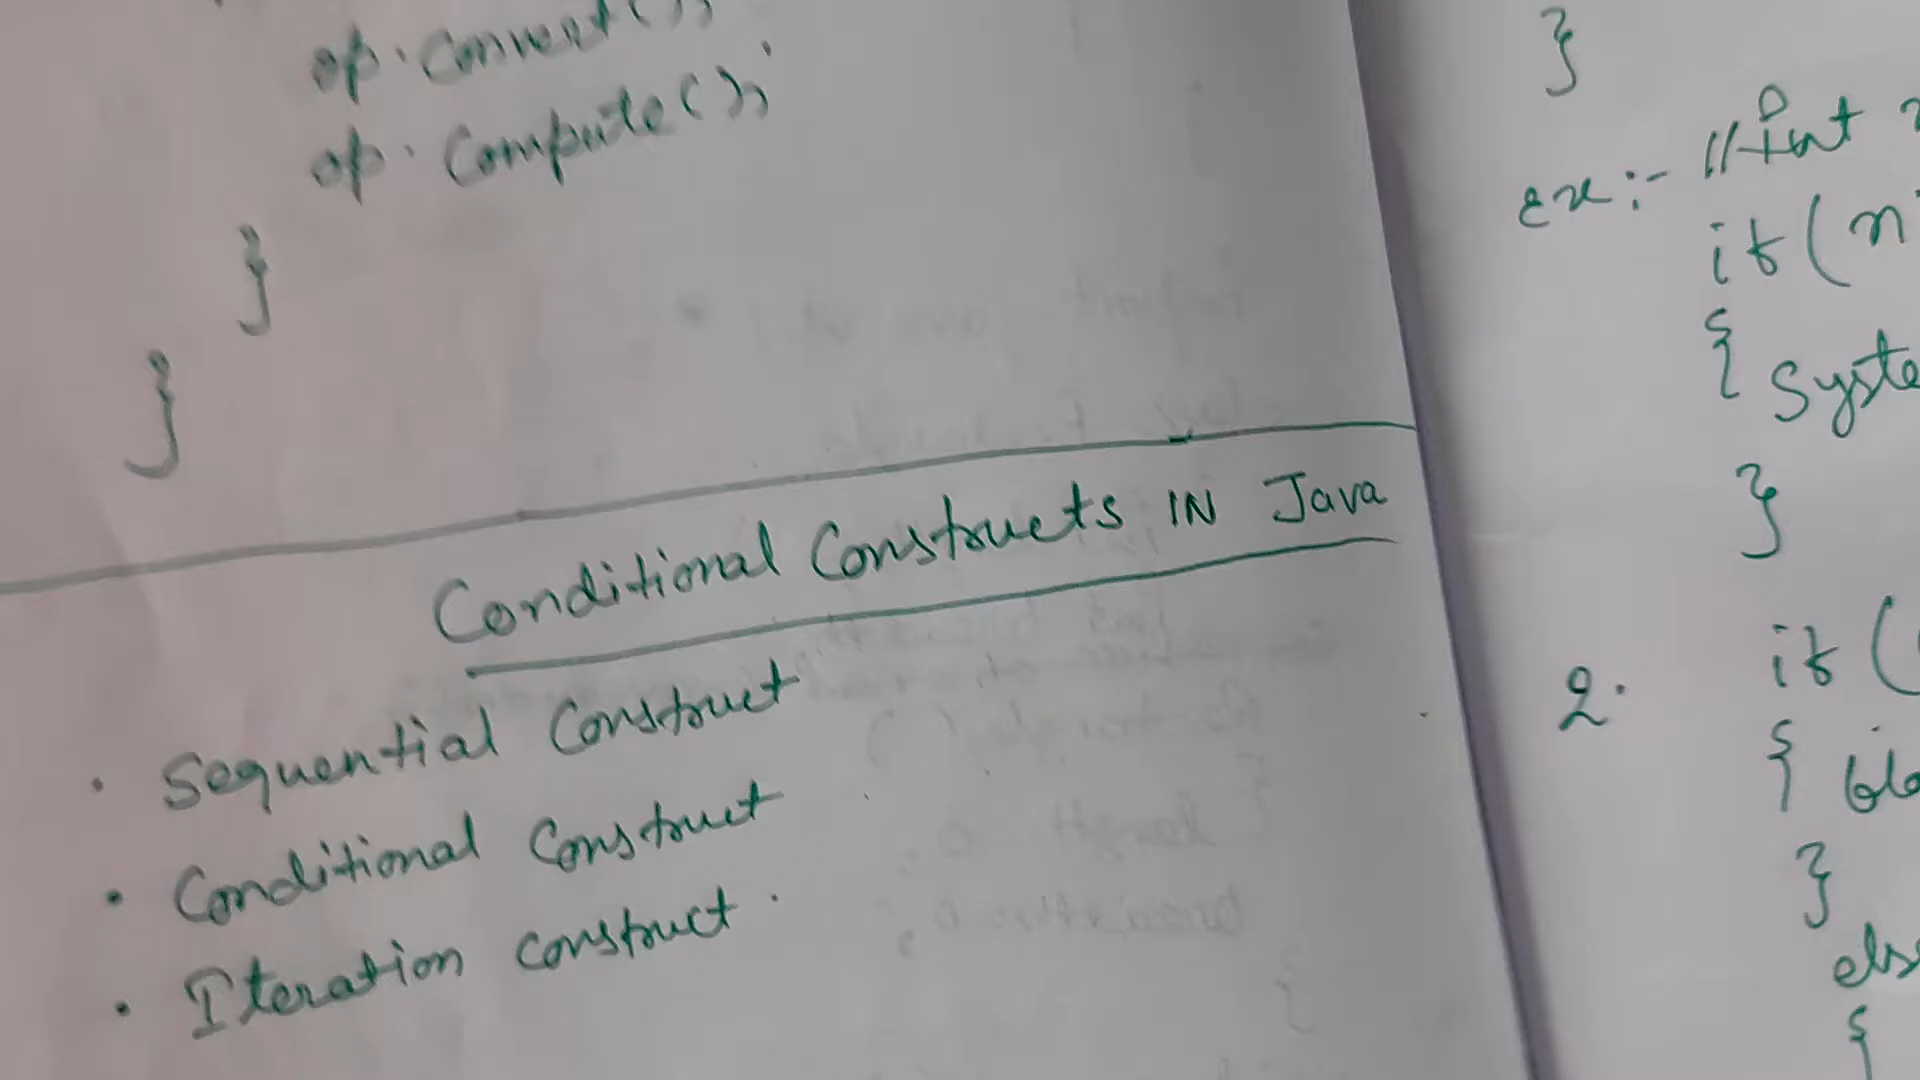 op. Convert();
op. Compute();
}
}
Conditional Constructs IN Java
• Sequential Construct
• Conditional Construct
• Iteration construct.
}
ex:- //int
if(n
{
Syste
}
2. if(
{ blo
}
els
{